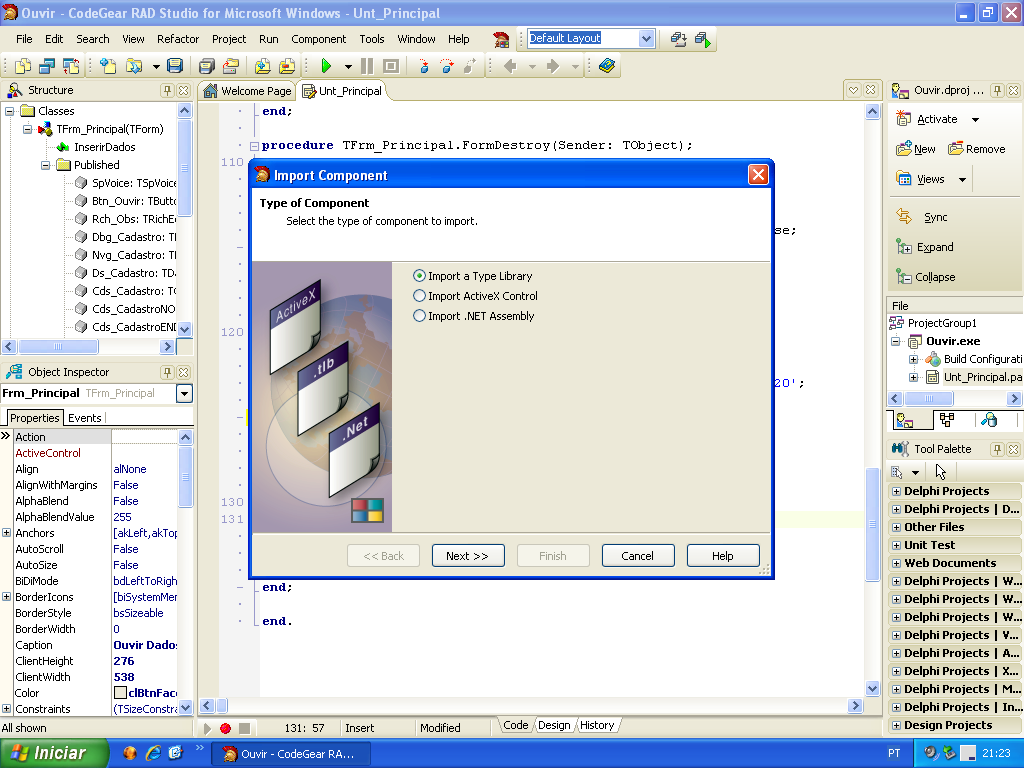 Ouvir - CodeGear RAD Studio for Microsoft Windows - Unt_Principal
File Edit Search View Refactor Project Run Component Tools Window Help
Default Layout
Structure
Classes
TFrm_Principal(TForm)
InserirDados
Published
SpVoice: TSpVoice
Btn_Ouvir: TButto
Rch_Obs: TRichE
Dbg_Cadastro: T
Nvg_Cadastro: T
Ds_Cadastro: TDa
Cds_Cadastro: TC
Cds_CadastroNO
Cds_CadastroEND
Object Inspector
Frm_Principal TFrm_Principal
Properties Events
Action
ActiveControl
Align alNone
AlignWithMargins False
AlphaBlend False
AlphaBlendValue 255
Anchors [akLeft,akTop
AutoScroll False
AutoSize False
BiDiMode bdLeftToRigh
BorderIcons [biSystemMen
BorderStyle bsSizeable
BorderWidth 0
Caption Ouvir Dados
ClientHeight 276
ClientWidth 538
Color clBtnFace
Constraints (TSizeConstra
All shown
Welcome Page Unt_Principal
end;
procedure TFrm_Principal.FormDestroy(Sender: TObject);
110
se;
120
20';
130
131
end;
end.
Import Component
Type of Component
Select the type of component to import.
ActiveX
.tlb
.Net
Import a Type Library
Import ActiveX Control
Import .NET Assembly
<< Back Next >> Finish Cancel Help
131: 57 Insert Modified Code Design History
Ouvir.dproj ...
Activate
New Remove
Views
Sync
Expand
Collapse
File
ProjectGroup1
Ouvir.exe
Build Configurati
Unt_Principal.pa
Tool Palette
Delphi Projects
Delphi Projects | D...
Other Files
Unit Test
Web Documents
Delphi Projects | W...
Delphi Projects | W...
Delphi Projects | W...
Delphi Projects | V...
Delphi Projects | A...
Delphi Projects | X...
Delphi Projects | M...
Delphi Projects | In...
Design Projects
Iniciar
Ouvir - CodeGear RA...
PT
21:23